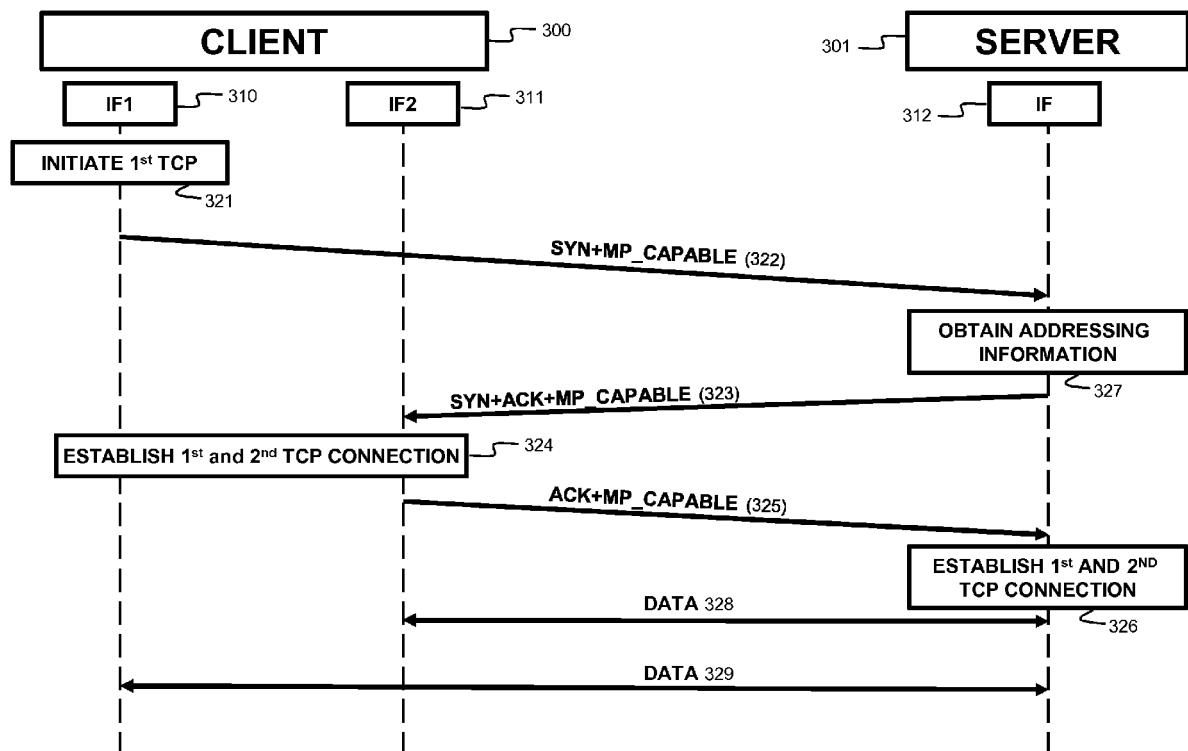 CLIENT
300
301
SERVER
IF1
310
IF2
311
312
IF
INITIATE 1st TCP
321
SYN+MP_CAPABLE (322)
OBTAIN ADDRESSING
INFORMATION
327
SYN+ACK+MP_CAPABLE (323)
ESTABLISH 1st and 2nd TCP CONNECTION
324
ACK+MP_CAPABLE (325)
ESTABLISH 1st AND 2ND
TCP CONNECTION
326
DATA 328
DATA 329